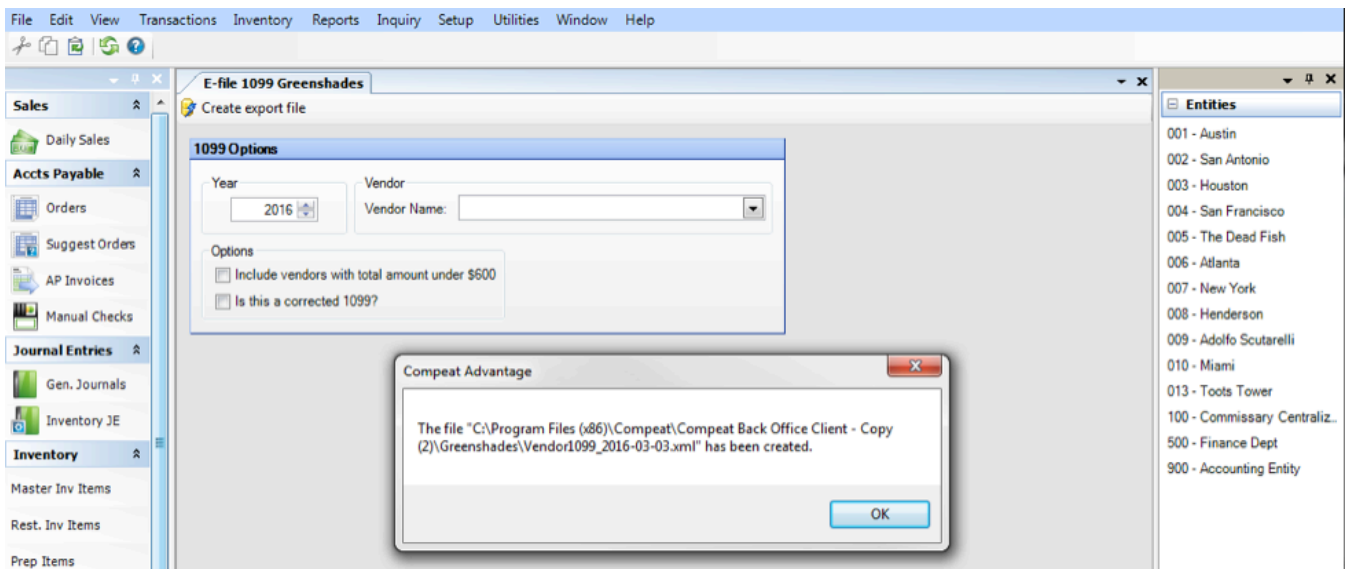 File Edit View Transactions Inventory Reports Inquiry Setup Utilities Window Help
Sales
Daily Sales
Accts Payable
Orders
Suggest Orders
AP Invoices
Manual Checks
Journal Entries
Gen. Journals
Inventory JE
Inventory
Master Inv Items
Rest. Inv Items
Prep Items
E-file 1099 Greenshades
Create export file
1099 Options
Year
2016
Vendor
Vendor Name:
Options
Include vendors with total amount under $600
Is this a corrected 1099?
Compeat Advantage
The file "C:\Program Files (x86)\Compeat\Compeat Back Office Client - Copy
(2)\Greenshades\Vendor1099_2016-03-03.xml" has been created.
OK
Entities
001 - Austin
002 - San Antonio
003 - Houston
004 - San Francisco
005 - The Dead Fish
006 - Atlanta
007 - New York
008 - Henderson
009 - Adolfo Scutarelli
010 - Miami
013 - Toots Tower
100 - Commissary Centraliz...
500 - Finance Dept
900 - Accounting Entity